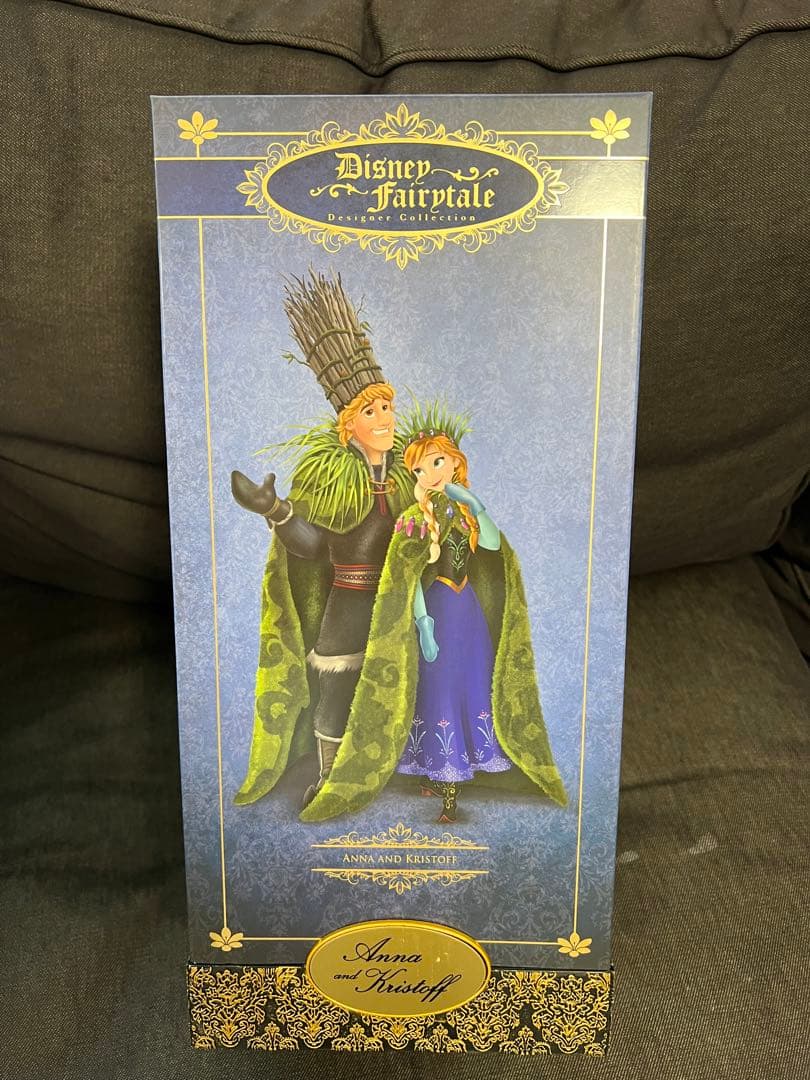 Disney
Fairytale
Designer Collection
ANNA AND KRISTOFF
Anna
and Kristoff